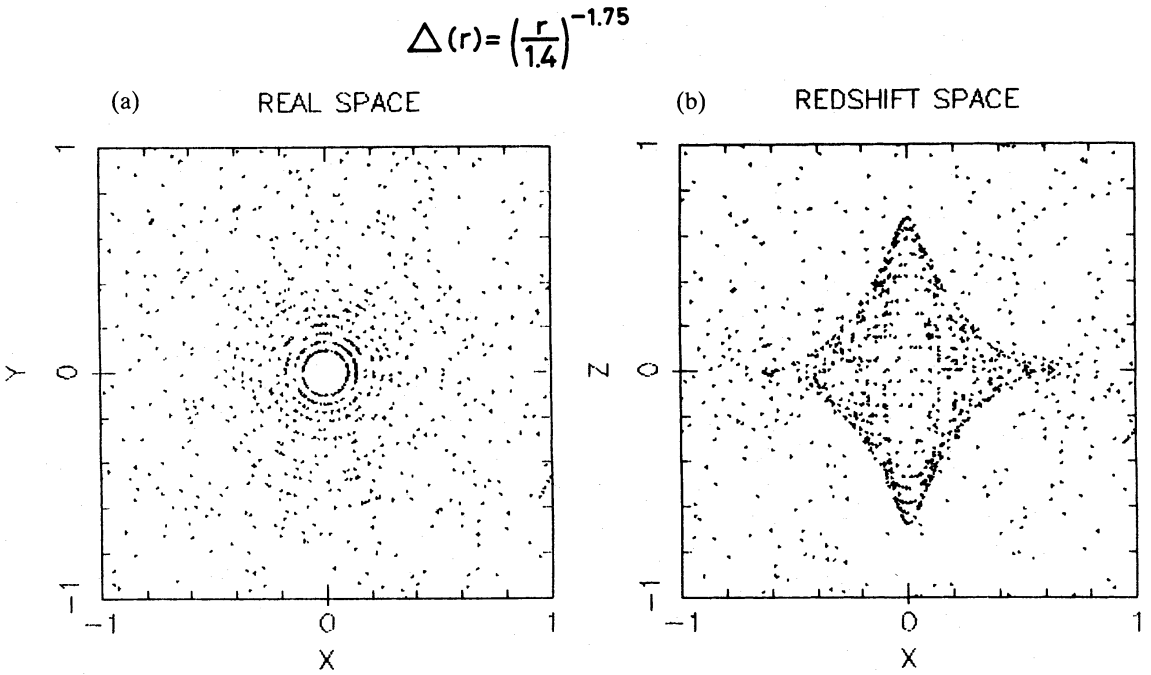 Δ(r)=(r/1.4)^-1.75
(a) REAL SPACE
(b) REDSHIFT SPACE
1
Y 0
-1
-1 0 1
X
1
Z 0
-1
-1 0 1
X